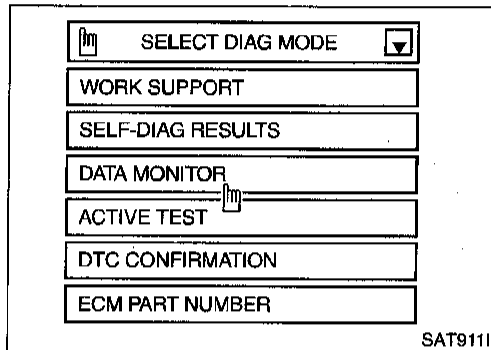 SELECT DIAG MODE
WORK SUPPORT
SELF-DIAG RESULTS
DATA MONITOR
ACTIVE TEST
DTC CONFIRMATION
ECM PART NUMBER
SAT911I